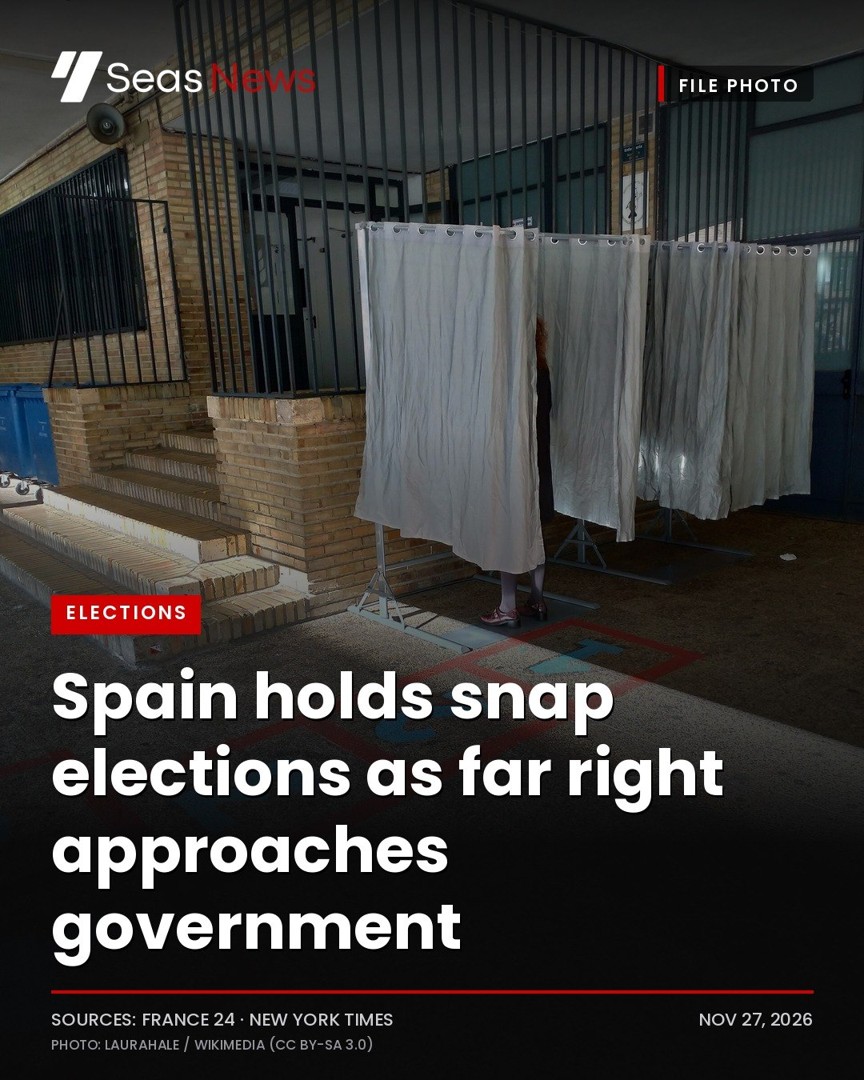 Seas News
FILE PHOTO
ELECTIONS
Spain holds snap
elections as far right
approaches
government
SOURCES: FRANCE 24 · NEW YORK TIMES
NOV 27, 2026
PHOTO: LAURAHALE / WIKIMEDIA (CC BY-SA 3.0)